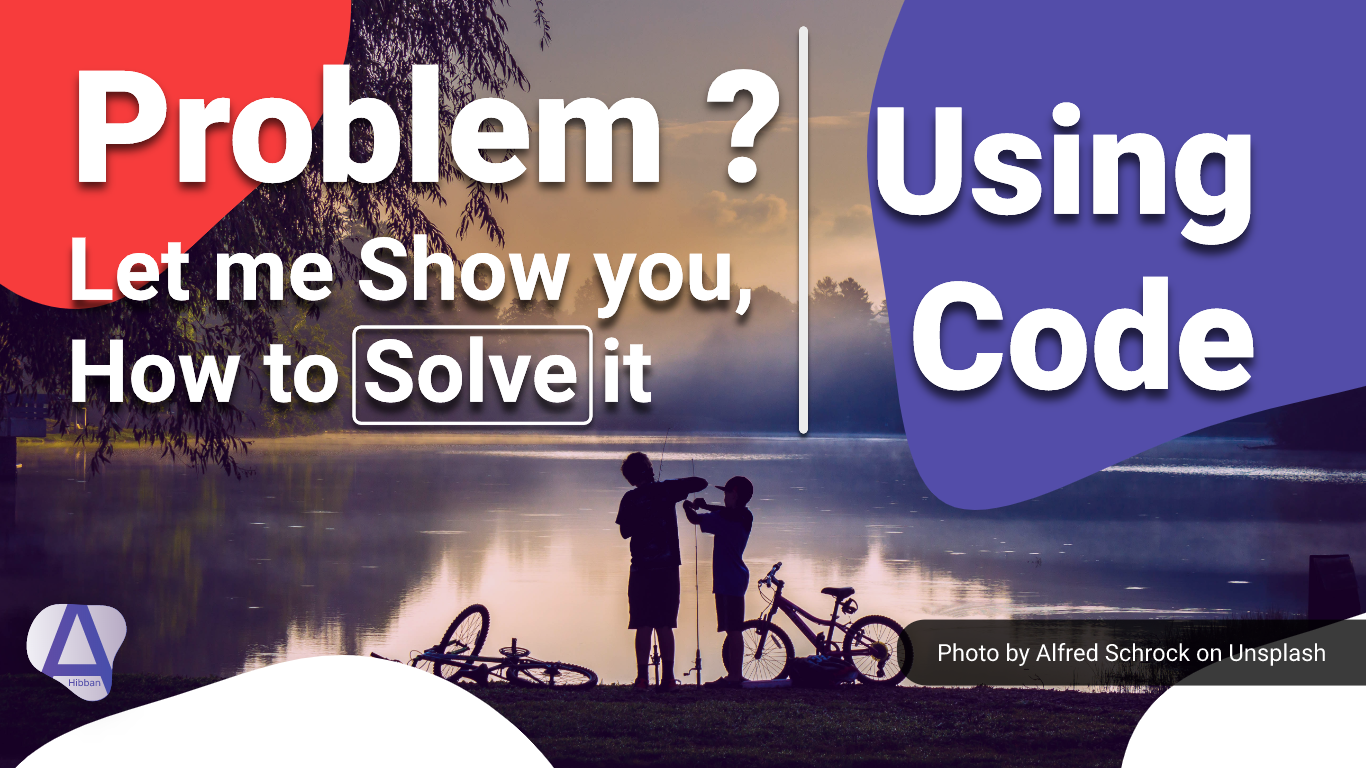 Problem ?
Let me Show you,
How to Solve it
Using
Code
Hibban
Photo by Alfred Schrock on Unsplash